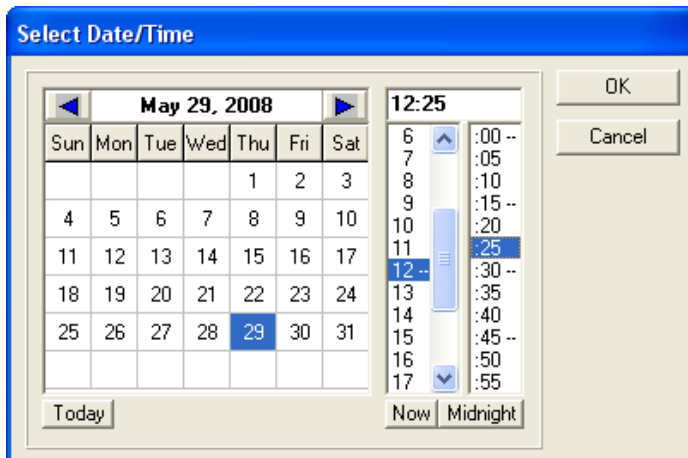 Select Date/Time
May 29, 2008
Sun Mon Tue Wed Thu Fri Sat
1 2 3
4 5 6 7 8 9 10
11 12 13 14 15 16 17
18 19 20 21 22 23 24
25 26 27 28 29 30 31
Today
12:25
6 :00 --
7 :05
8 :10
9 :15 --
10 :20
11 :25
12 -- :30 --
13 :35
14 :40
15 :45 --
16 :50
17 :55
Now Midnight
OK
Cancel